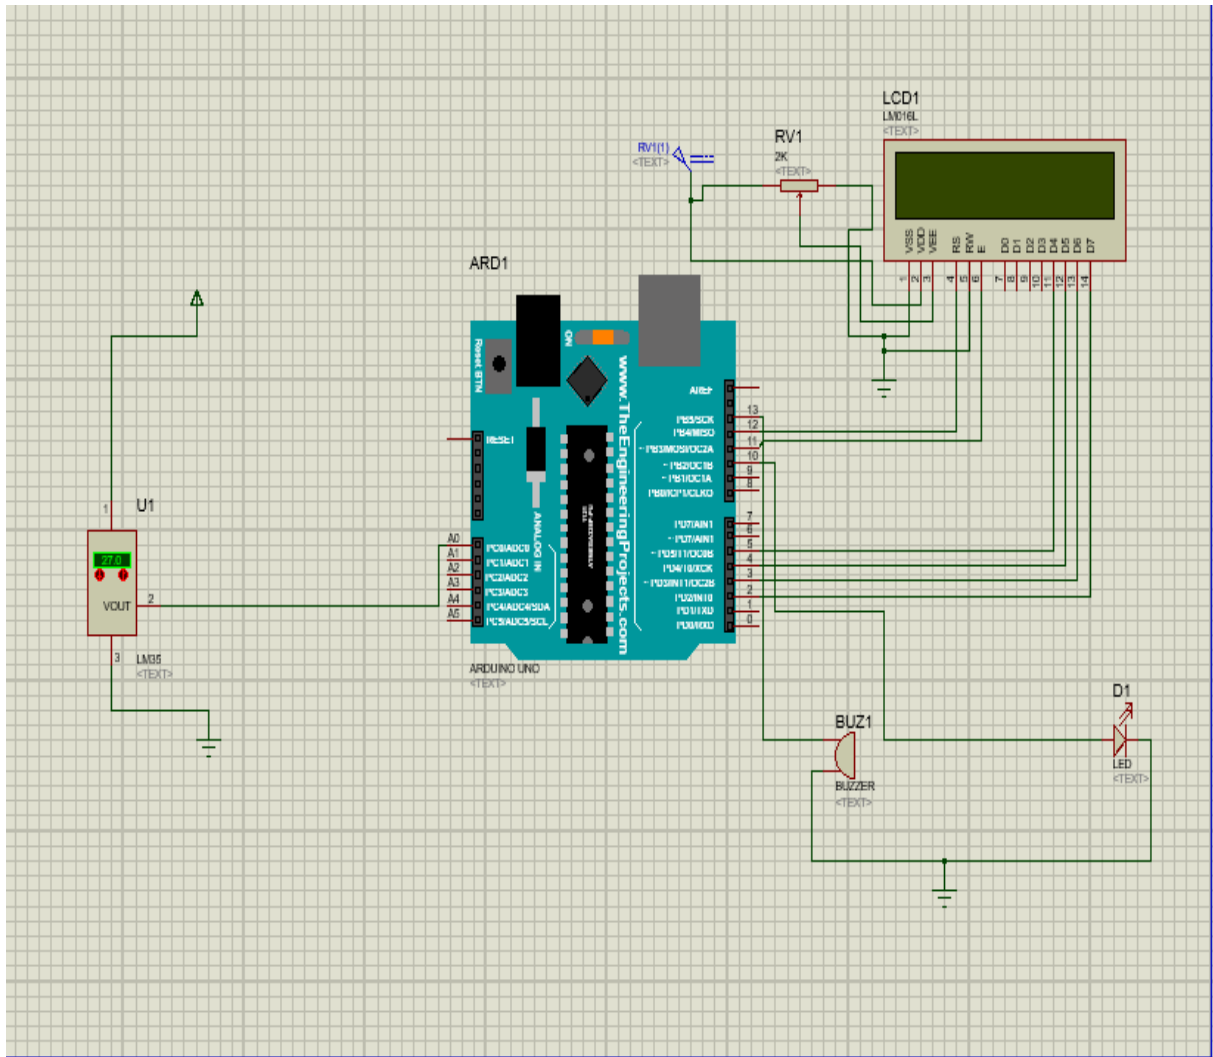 LCD1
LM016L
<TEXT>
RV1
2K
<TEXT>
RV1(1)
<TEXT>
VSS
VDD
VEE
RS
RW
E
D0
D1
D2
D3
D4
D5
D6
D7
1
2
3
4
5
6
7
8
9
10
11
12
13
14
ARD1
Reset BTN
ON
www.TheEngineeringProjects.com
ANALOG IN
RESET
AREF
PB5/SCK
PB4/MISO
~PB3/MOSI/OC2A
~PB2/OC1B
~PB1/OC1A
PB0/ICP1/CLKO
13
12
11
10
9
8
PD7/AIN1
~PD5/T1/OC0B
PD4/T0/XCK
~PD3/INT1/OC2B
PD2/INT0
PD1/TXD
PD0/RXD
7
6
5
4
3
2
1
0
A0
A1
A2
A3
A4
A5
PC0/ADC0
PC1/ADC1
PC2/ADC2
PC3/ADC3
PC4/ADC4/SDA
PC5/ADC5/SCL
ARDUINO UNO
<TEXT>
U1
1
27.0
VOUT
2
3
LM35
<TEXT>
BUZ1
BUZZER
<TEXT>
D1
LED
<TEXT>